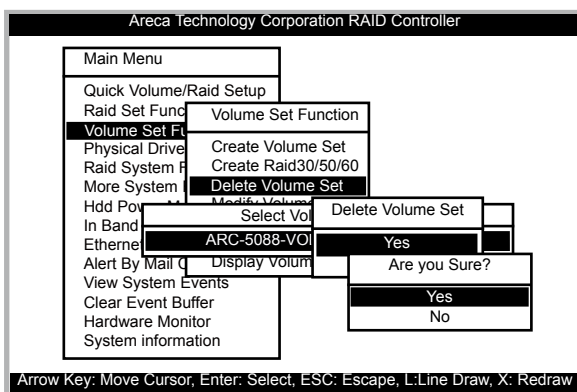 Areca Technology Corporation RAID Controller
Main Menu
Quick Volume/Raid Setup
Raid Set Func
Volume Set Fu
Physical Drive
Raid System F
More System
Hdd Pow
In Band
Etherne
Alert By Mail C
View System Events
Clear Event Buffer
Hardware Monitor
System information
Volume Set Function
Create Volume Set
Create Raid30/50/60
Delete Volume Set
Modify Volume
Display Volum
Select Vol
ARC-5088-VO
Delete Volume Set
Yes
Are you Sure?
Yes
No
Arrow Key: Move Cursor, Enter: Select, ESC: Escape, L:Line Draw, X: Redraw